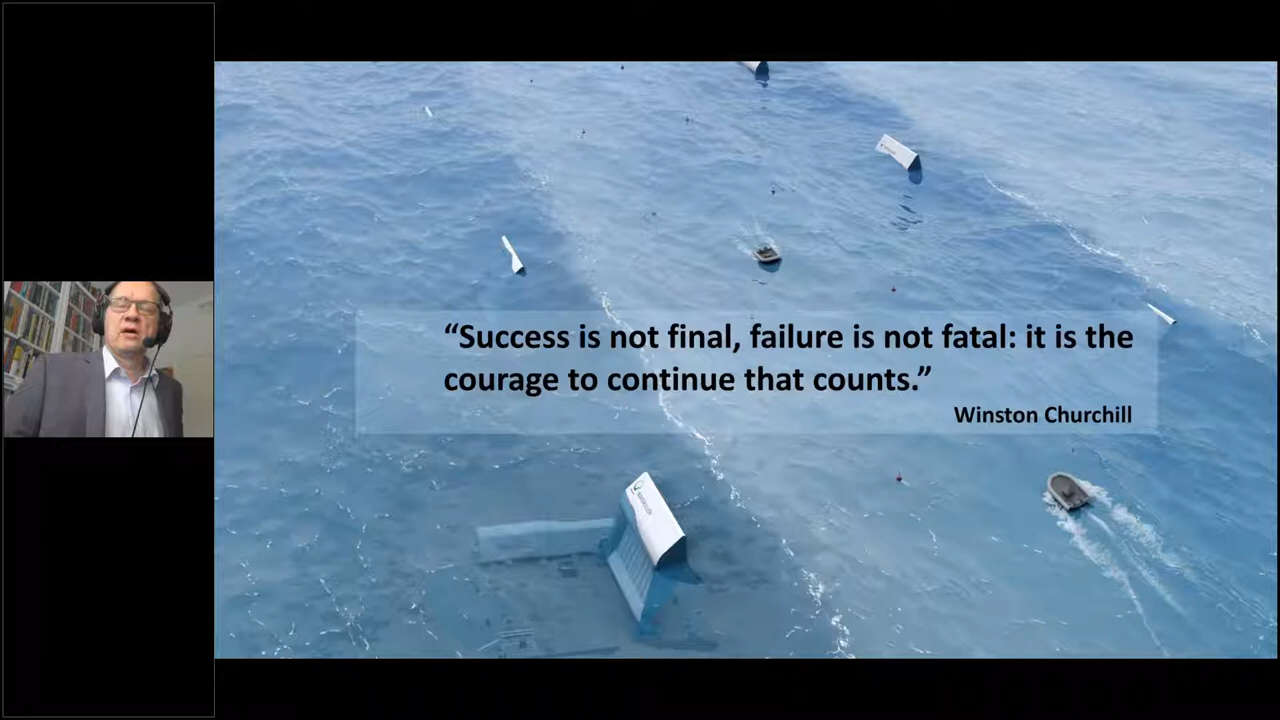 “Success is not final, failure is not fatal: it is the
courage to continue that counts.”
Winston Churchill